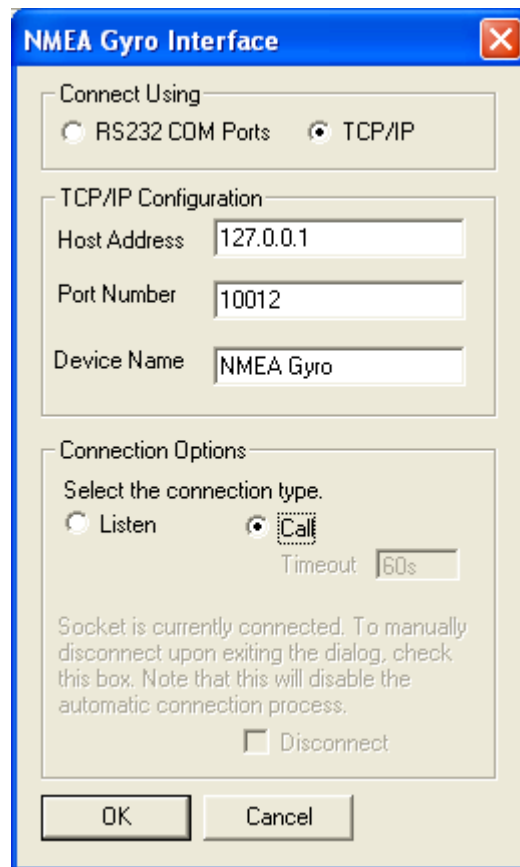 NMEA Gyro Interface
Connect Using
RS232 COM Ports TCP/IP
TCP/IP Configuration
Host Address 127.0.0.1
Port Number 10012
Device Name NMEA Gyro
Connection Options
Select the connection type.
Listen Call
Timeout 60s
Socket is currently connected. To manually
disconnect upon exiting the dialog, check
this box. Note that this will disable the
automatic connection process.
Disconnect
OK Cancel